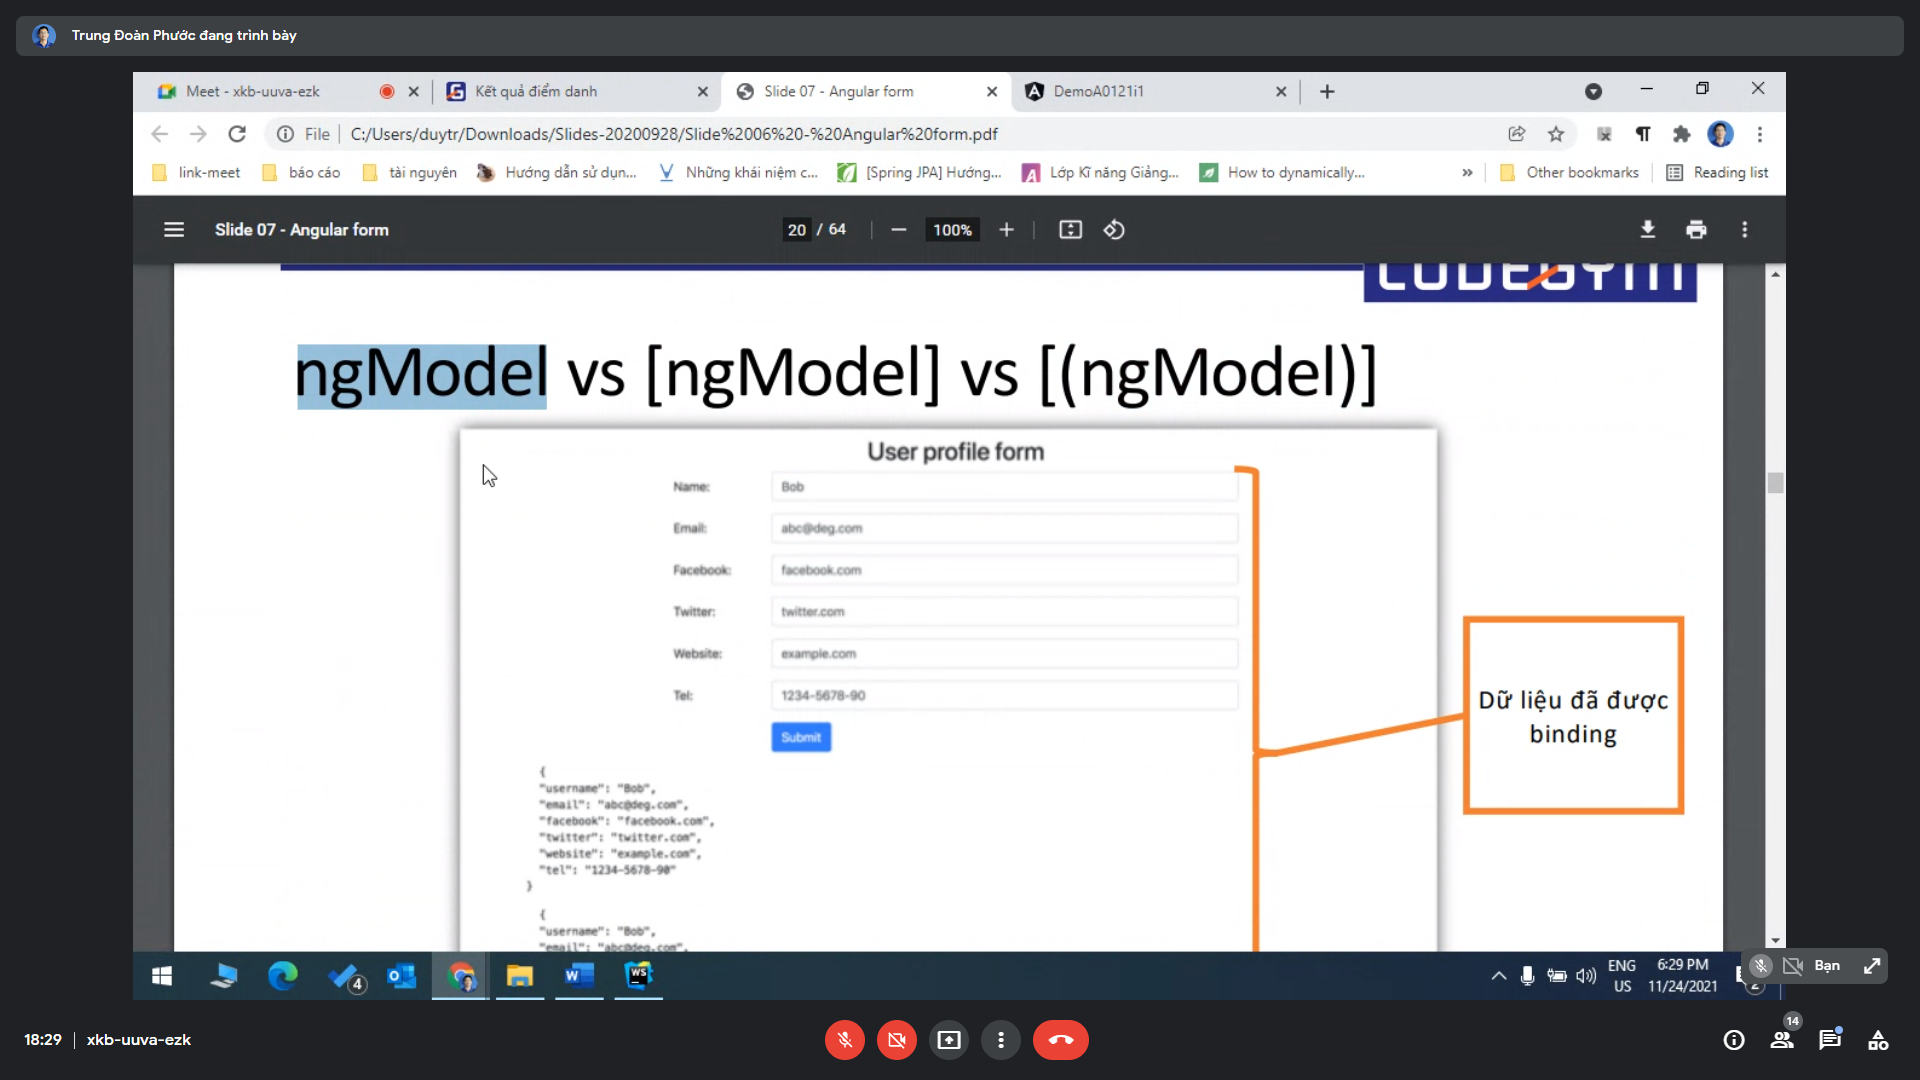 Trung Đoàn Phước đang trình bày
Meet - xkb-uuva-ezk
Kết quả điểm danh
Slide 07 - Angular form
DemoA0121i1
File
C:/Users/duytr/Downloads/Slides-20200928/Slide%2006%20-%20Angular%20form.pdf
link-meet
báo cáo
tài nguyên
Hướng dẫn sử dụn...
Những khái niệm c...
[Spring JPA] Hướng...
Lớp Kĩ năng Giảng...
How to dynamically...
»
Other bookmarks
Reading list
Slide 07 - Angular form
20 / 64
100%
CODEGYM
ngModel vs [ngModel] vs [(ngModel)]
User profile form
Name: Bob
Email: abc@deg.com
Facebook: facebook.com
Twitter: twitter.com
Website: example.com
Tel: 1234-5678-90
Submit
{
"username": "Bob",
"email": "abc@deg.com",
"facebook": "facebook.com",
"twitter": "twitter.com",
"website": "example.com",
"tel": "1234-5678-90"
}
{
"username": "Bob",
"email": "abc@deg.com",
Dữ liệu đã được
binding
4
ENG
US
6:29 PM
11/24/2021
2
Bạn
18:29 | xkb-uuva-ezk
14